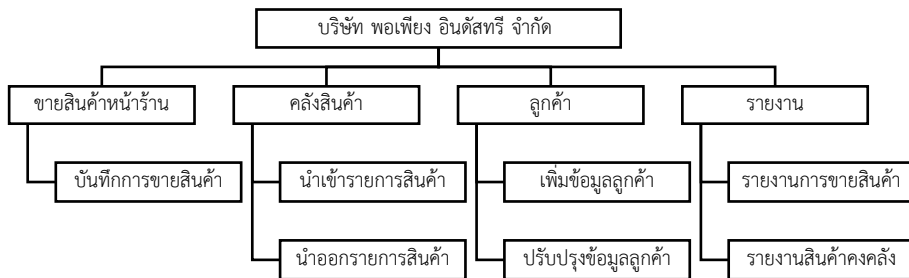 บริษัท พอเพียง อินดัสทรี จำกัด
ขายสินค้าหน้าร้าน
คลังสินค้า
ลูกค้า
รายงาน
บันทึกการขายสินค้า
นำเข้ารายการสินค้า
เพิ่มข้อมูลลูกค้า
รายงานการขายสินค้า
นำออกรายการสินค้า
ปรับปรุงข้อมูลลูกค้า
รายงานสินค้าคงคลัง